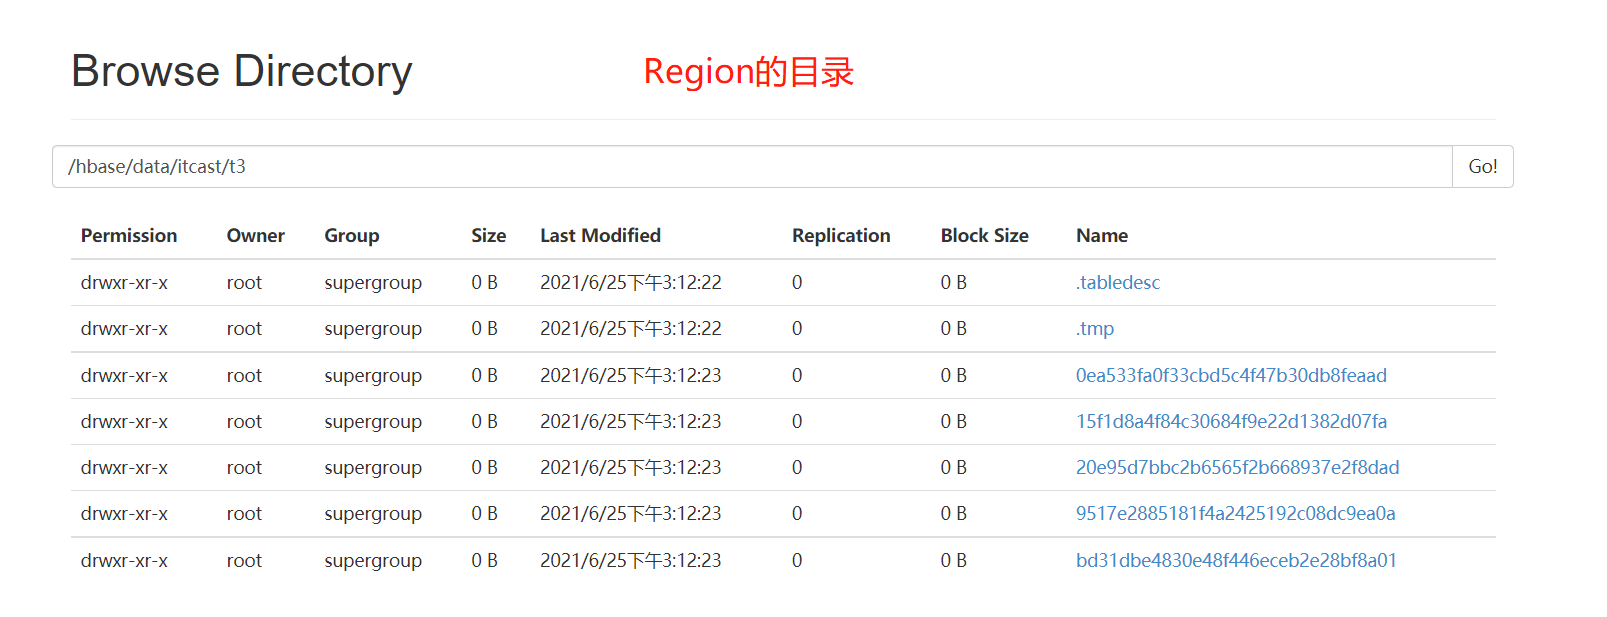 Browse Directory
Region的目录
/hbase/data/itcast/t3 Go!
Permission Owner Group Size Last Modified Replication Block Size Name
drwxr-xr-x root supergroup 0 B 2021/6/25下午3:12:22 0 0 B .tabledesc
drwxr-xr-x root supergroup 0 B 2021/6/25下午3:12:22 0 0 B .tmp
drwxr-xr-x root supergroup 0 B 2021/6/25下午3:12:23 0 0 B 0ea533fa0f33cbd5c4f47b30db8feaad
drwxr-xr-x root supergroup 0 B 2021/6/25下午3:12:23 0 0 B 15f1d8a4f84c30684f9e22d1382d07fa
drwxr-xr-x root supergroup 0 B 2021/6/25下午3:12:23 0 0 B 20e95d7bbc2b6565f2b668937e2f8dad
drwxr-xr-x root supergroup 0 B 2021/6/25下午3:12:23 0 0 B 9517e2885181f4a2425192c08dc9ea0a
drwxr-xr-x root supergroup 0 B 2021/6/25下午3:12:23 0 0 B bd31dbe4830e48f446eceb2e28bf8a01